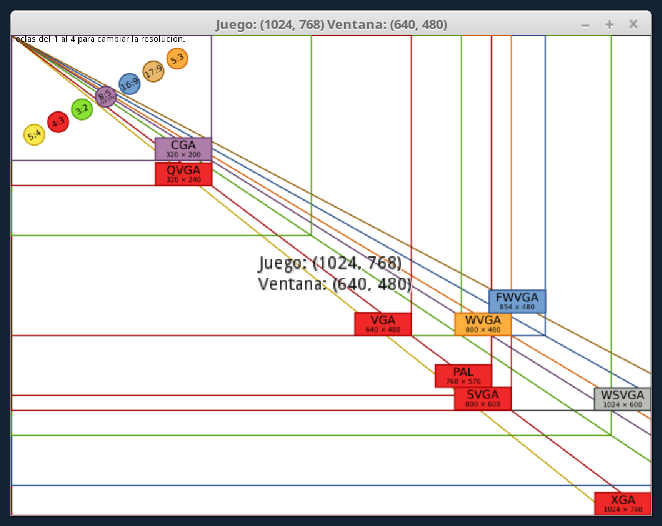 Juego: (1024, 768) Ventana: (640, 480)
eclas del 1 al 4 para cambiar la resolucion.
5:3
17:9
16:9
8:5
3:2
4:3
5:4
CGA
320 × 200
QVGA
320 × 240
Juego: (1024, 768)
Ventana: (640, 480)
FWVGA
854 × 480
VGA
640 × 480
WVGA
800 × 480
PAL
768 × 576
SVGA
800 × 600
WSVGA
1024 × 600
XGA
1024 × 768